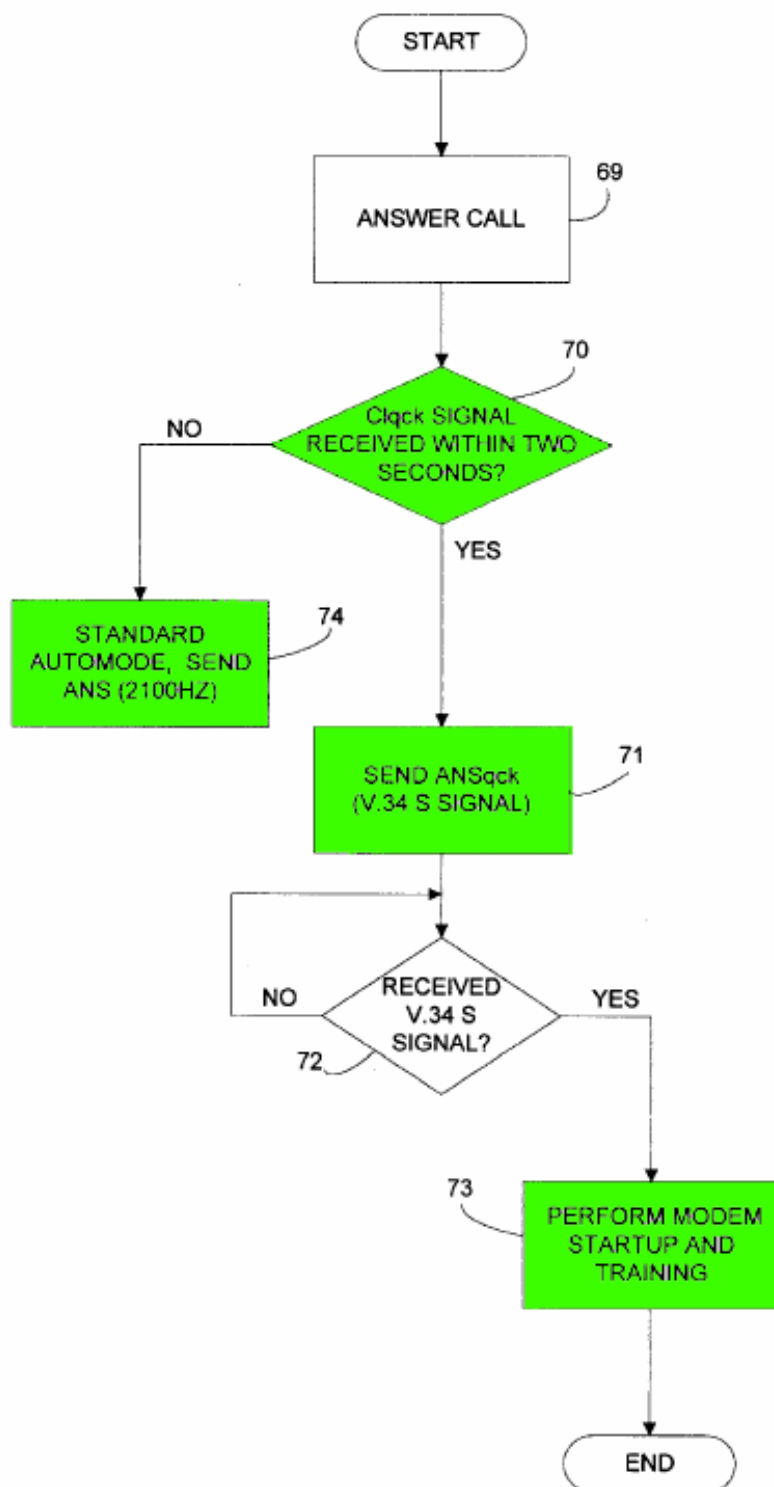 START
69
ANSWER CALL
70
CIqck SIGNAL
RECEIVED WITHIN TWO
SECONDS?
NO
YES
74
STANDARD
AUTOMODE, SEND
ANS (2100HZ)
71
SEND ANSqck
(V.34 S SIGNAL)
RECEIVED
V.34 S
SIGNAL?
NO
YES
72
73
PERFORM MODEM
STARTUP AND
TRAINING
END